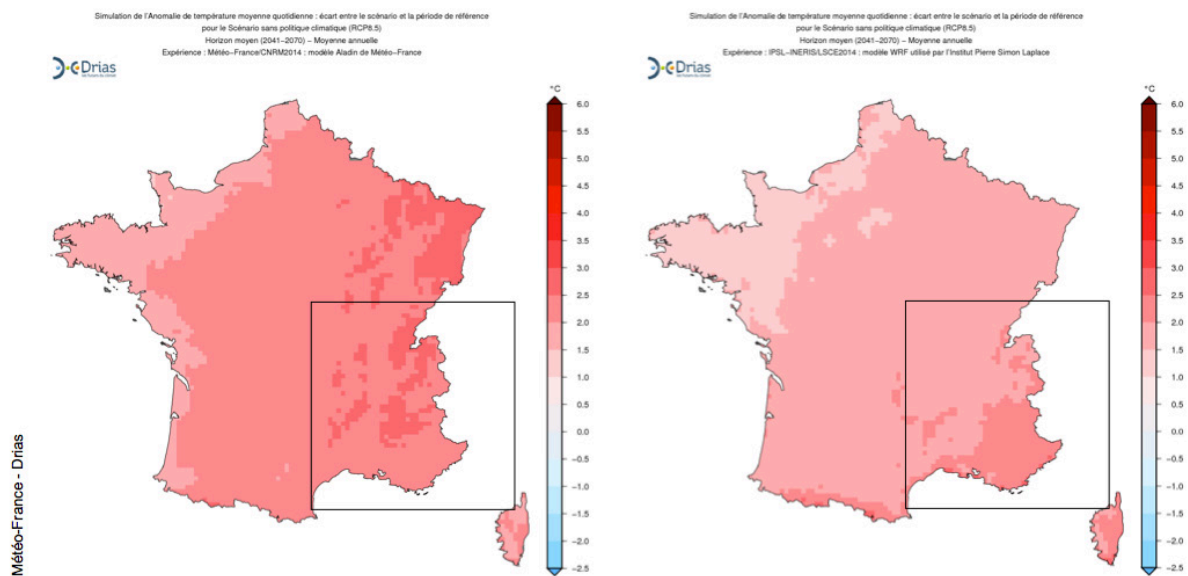 Simulation de l'Anomalie de température moyenne quotidienne : écart entre le scénario et la période de référence
pour le Scénario sans politique climatique (RCP8.5)
Horizon moyen (2041-2070) - Moyenne annuelle
Expérience : Météo-France/CNRM2014 : modèle Aladin de Météo-France
Drias
°C
6.0
5.5
5.0
4.5
4.0
3.5
3.0
2.5
2.0
1.5
1.0
0.5
0.0
-0.5
-1.0
-1.5
-2.0
-2.5
Météo-France - Drias
Simulation de l'Anomalie de température moyenne quotidienne : écart entre le scénario et la période de référence
pour le Scénario sans politique climatique (RCP8.5)
Horizon moyen (2041-2070) - Moyenne annuelle
Expérience : IPSL-INERIS/LSCE2014 : modèle WRF utilisé par l'Institut Pierre Simon Laplace
Drias
°C
6.0
5.5
5.0
4.5
4.0
3.5
3.0
2.5
2.0
1.5
1.0
0.5
0.0
-0.5
-1.0
-1.5
-2.0
-2.5